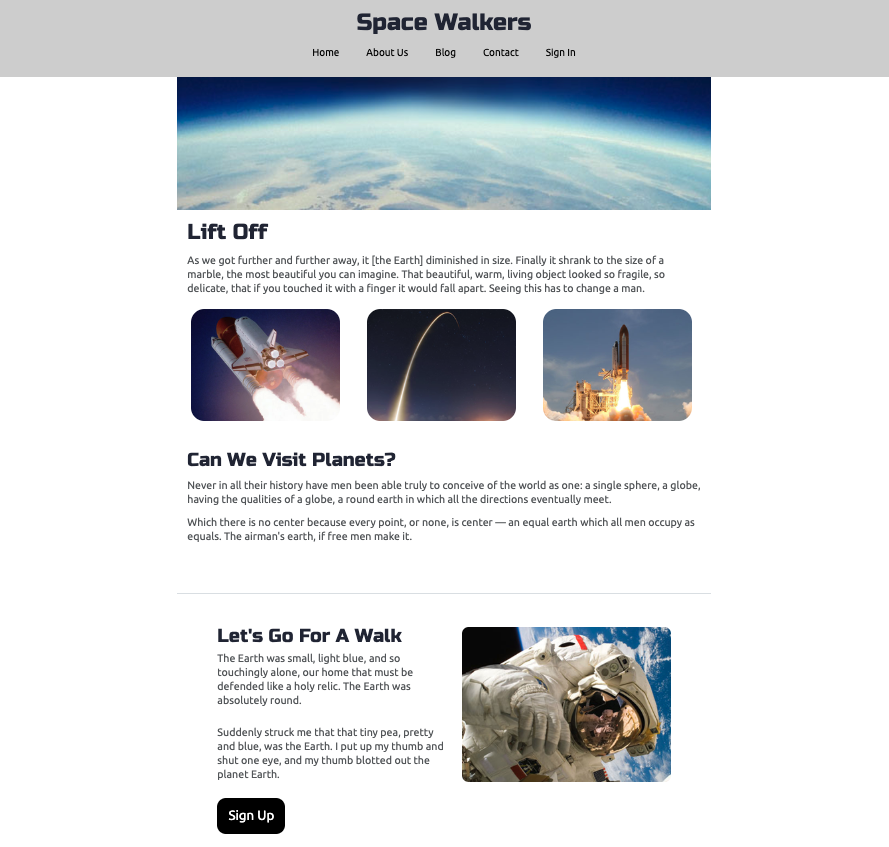 Space Walkers
Home About Us Blog Contact Sign In
Lift Off
As we got further and further away, it [the Earth] diminished in size. Finally it shrank to the size of a
marble, the most beautiful you can imagine. That beautiful, warm, living object looked so fragile, so
delicate, that if you touched it with a finger it would fall apart. Seeing this has to change a man.
Can We Visit Planets?
Never in all their history have men been able truly to conceive of the world as one: a single sphere, a globe,
having the qualities of a globe, a round earth in which all the directions eventually meet.
Which there is no center because every point, or none, is center — an equal earth which all men occupy as
equals. The airman's earth, if free men make it.
Let's Go For A Walk
The Earth was small, light blue, and so
touchingly alone, our home that must be
defended like a holy relic. The Earth was
absolutely round.
Suddenly struck me that that tiny pea, pretty
and blue, was the Earth. I put up my thumb and
shut one eye, and my thumb blotted out the
planet Earth.
Sign Up